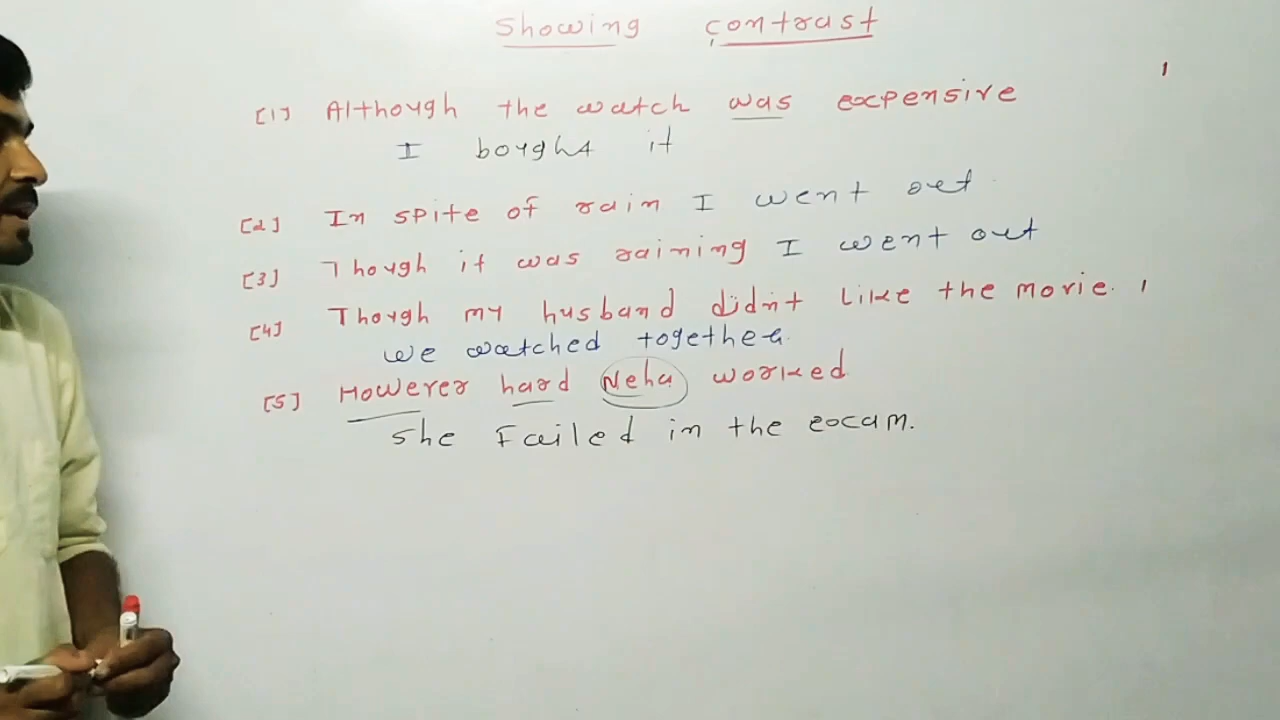 Showing contrast
[1] Although the watch was expensive
I bought it
[2] In spite of rain I went out
[3] Though it was raining I went out
[4] Though my husband didn't like the movie.
we watched together.
[5] However hard Neha worked
She Failed in the exam.